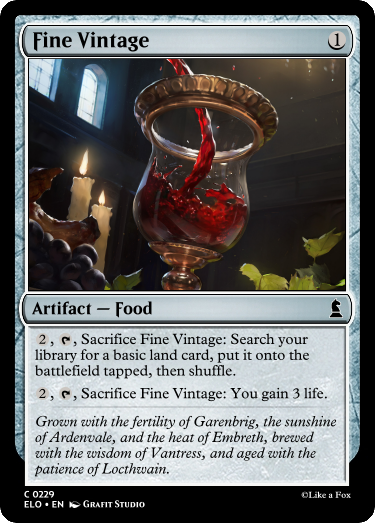 Fine Vintage 1
Artifact — Food
2, T, Sacrifice Fine Vintage: Search your
library for a basic land card, put it onto the
battlefield tapped, then shuffle.
2, T, Sacrifice Fine Vintage: You gain 3 life.
Grown with the fertility of Garenbrig, the sunshine
of Ardenvale, and the heat of Embreth, brewed
with the wisdom of Vantress, and aged with the
patience of Locthwain.
C 0229
ELO • EN Grafit Studio
©Like a Fox